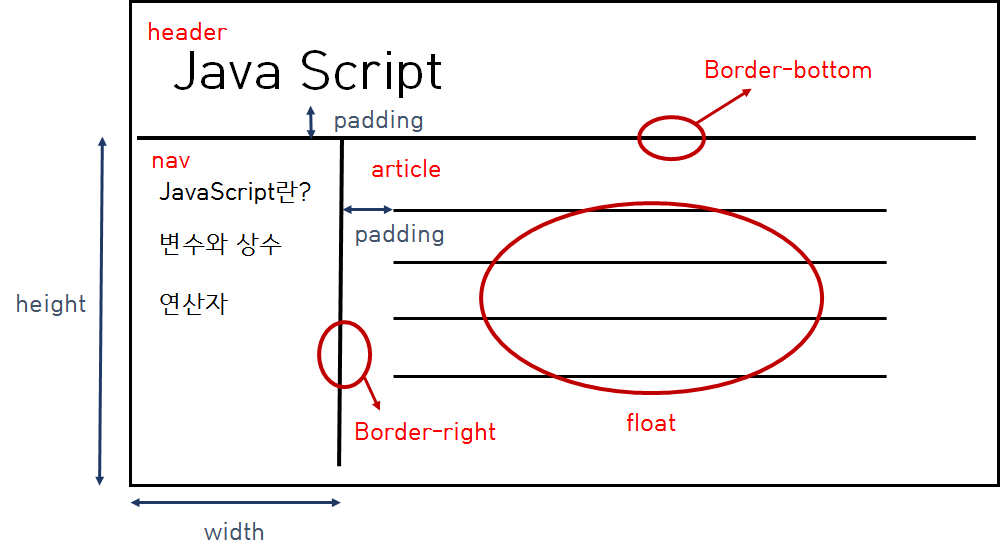 header
Java Script
Border-bottom
padding
nav
article
JavaScript란?
padding
변수와 상수
height
연산자
Border-right
float
width